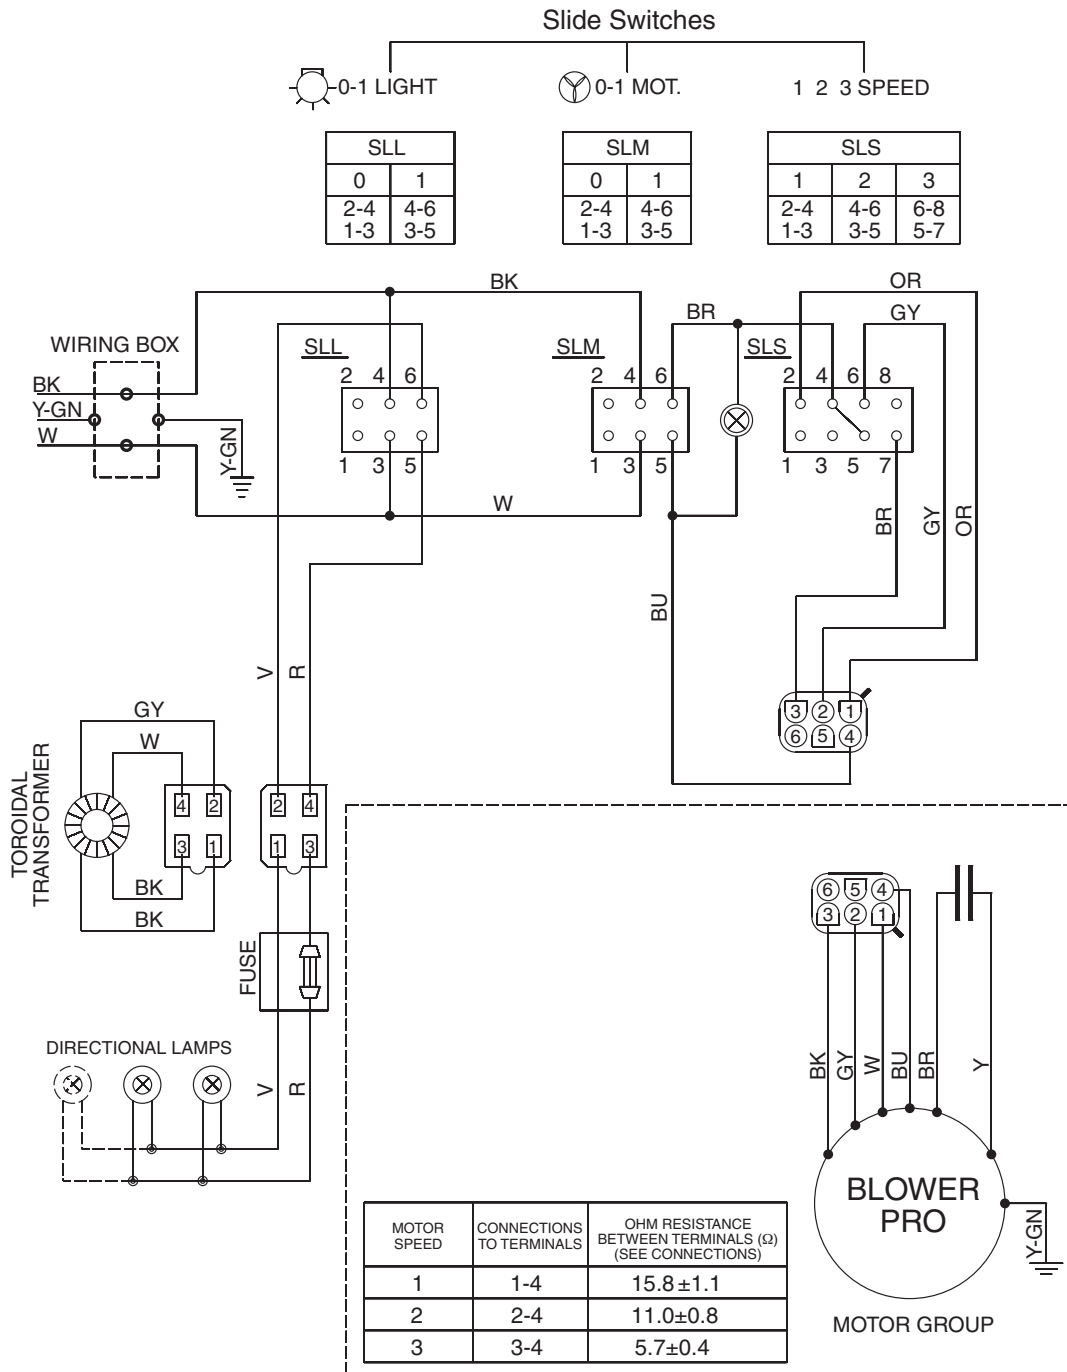 Slide Switches
0-1 LIGHT
0-1 MOT.
1 2 3 SPEED
SLL
0 1
2-4 4-6
1-3 3-5
SLM
0 1
2-4 4-6
1-3 3-5
SLS
1 2 3
2-4 4-6 6-8
1-3 3-5 5-7
BK
OR
BR
GY
WIRING BOX
BK
Y-GN
W
Y-GN
SLL
2 4 6
1 3 5
SLM
2 4 6
1 3 5
SLS
2 4 6 8
1 3 5 7
W
BR
GY
OR
BU
V
R
3 2 1
6 5 4
TOROIDAL
TRANSFORMER
GY
W
4 2
3 1
BK
BK
2 4
1 3
FUSE
V
R
DIRECTIONAL LAMPS
6 5 4
3 2 1
BK
GY
W
BU
BR
Y
BLOWER
PRO
Y-GN
MOTOR GROUP
MOTOR
SPEED
CONNECTIONS
TO TERMINALS
OHM RESISTANCE
BETWEEN TERMINALS (Ω)
(SEE CONNECTIONS)
1 1-4 15.8±1.1
2 2-4 11.0±0.8
3 3-4 5.7±0.4